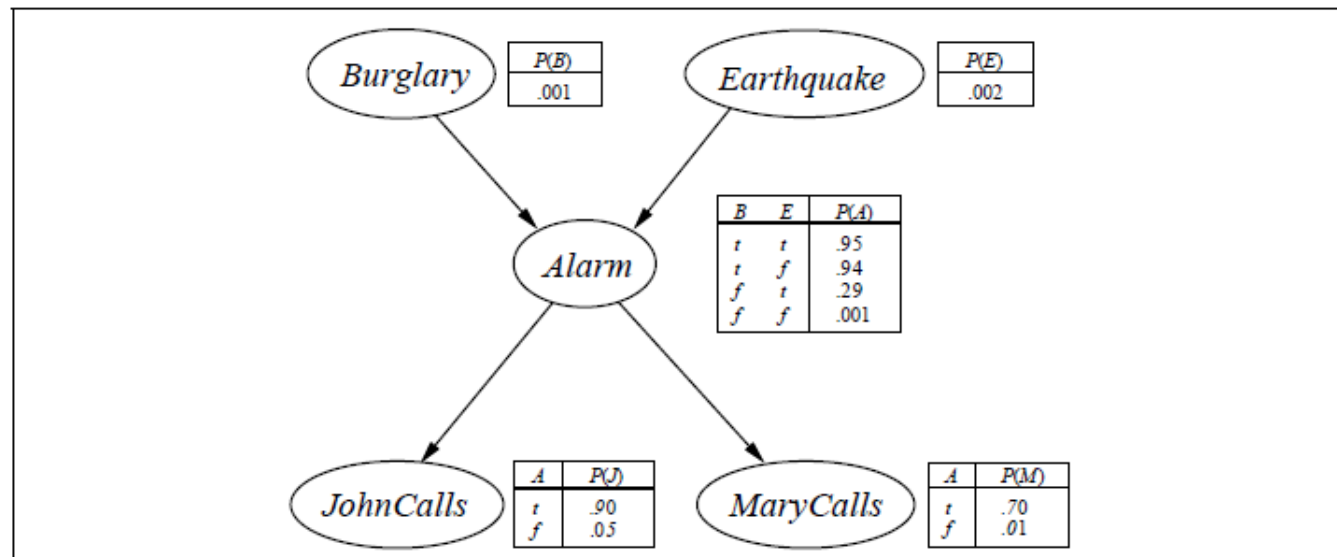 Burglary
P(B)
.001
Earthquake
P(E)
.002
Alarm
B E P(A)
t t .95
t f .94
f t .29
f f .001
JohnCalls
A P(J)
t .90
f .05
MaryCalls
A P(M)
t .70
f .01